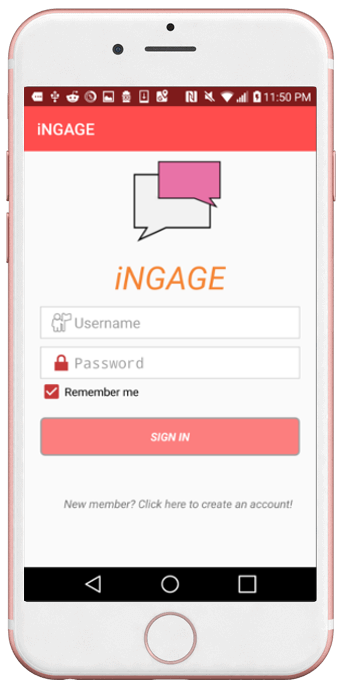 11:50 PM
iNGAGE
iNGAGE
Username
Password
Remember me
SIGN IN
New member? Click here to create an account!